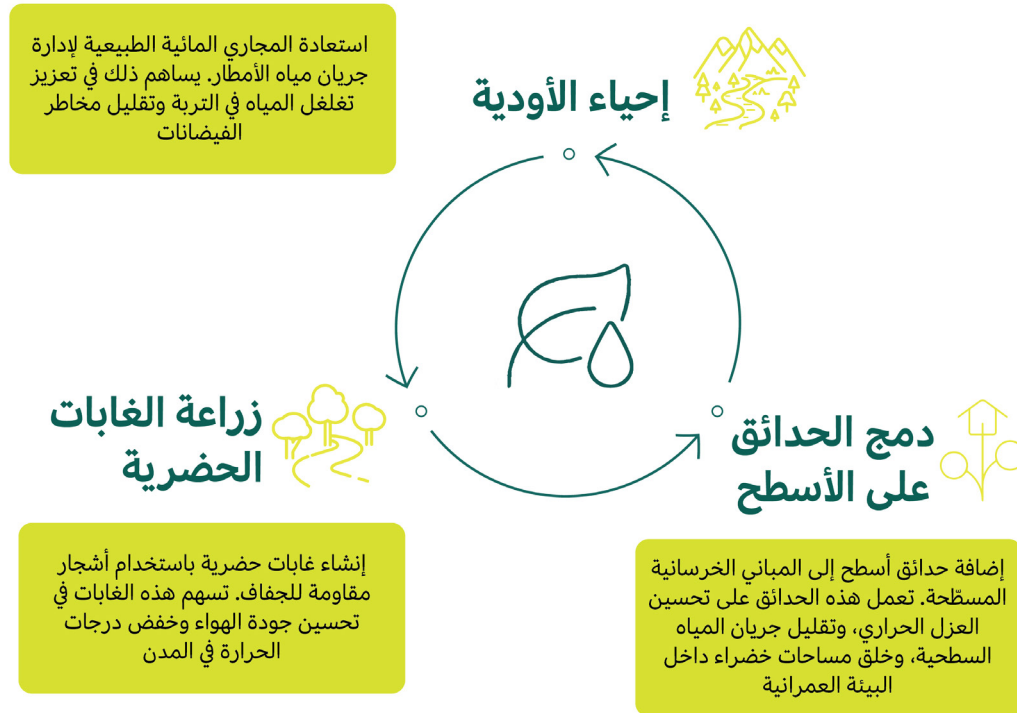 استعادة المجاري المائية الطبيعية لإدارة
جريان مياه الأمطار. يساهم ذلك في تعزيز
تغلغل المياه في التربة وتقليل مخاطر
الفيضانات
إحياء الأودية
زراعة الغابات
الحضرية
إنشاء غابات حضرية باستخدام أشجار
مقاومة للجفاف. تسهم هذه الغابات في
تحسين جودة الهواء وخفض درجات
الحرارة في المدن
دمج الحدائق
على الأسطح
إضافة حدائق أسطح إلى المباني الخرسانية
المسطّحة. تعمل هذه الحدائق على تحسين
العزل الحراري، وتقليل جريان المياه
السطحية، وخلق مساحات خضراء داخل
البيئة العمرانية